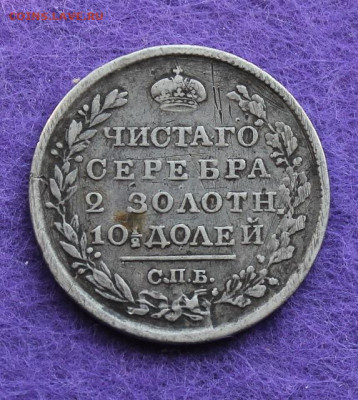 ЧИСТАГО
СЕРЕБРА
2 ЗОЛОТН
10½ ДОЛЕЙ
С.П.Б.